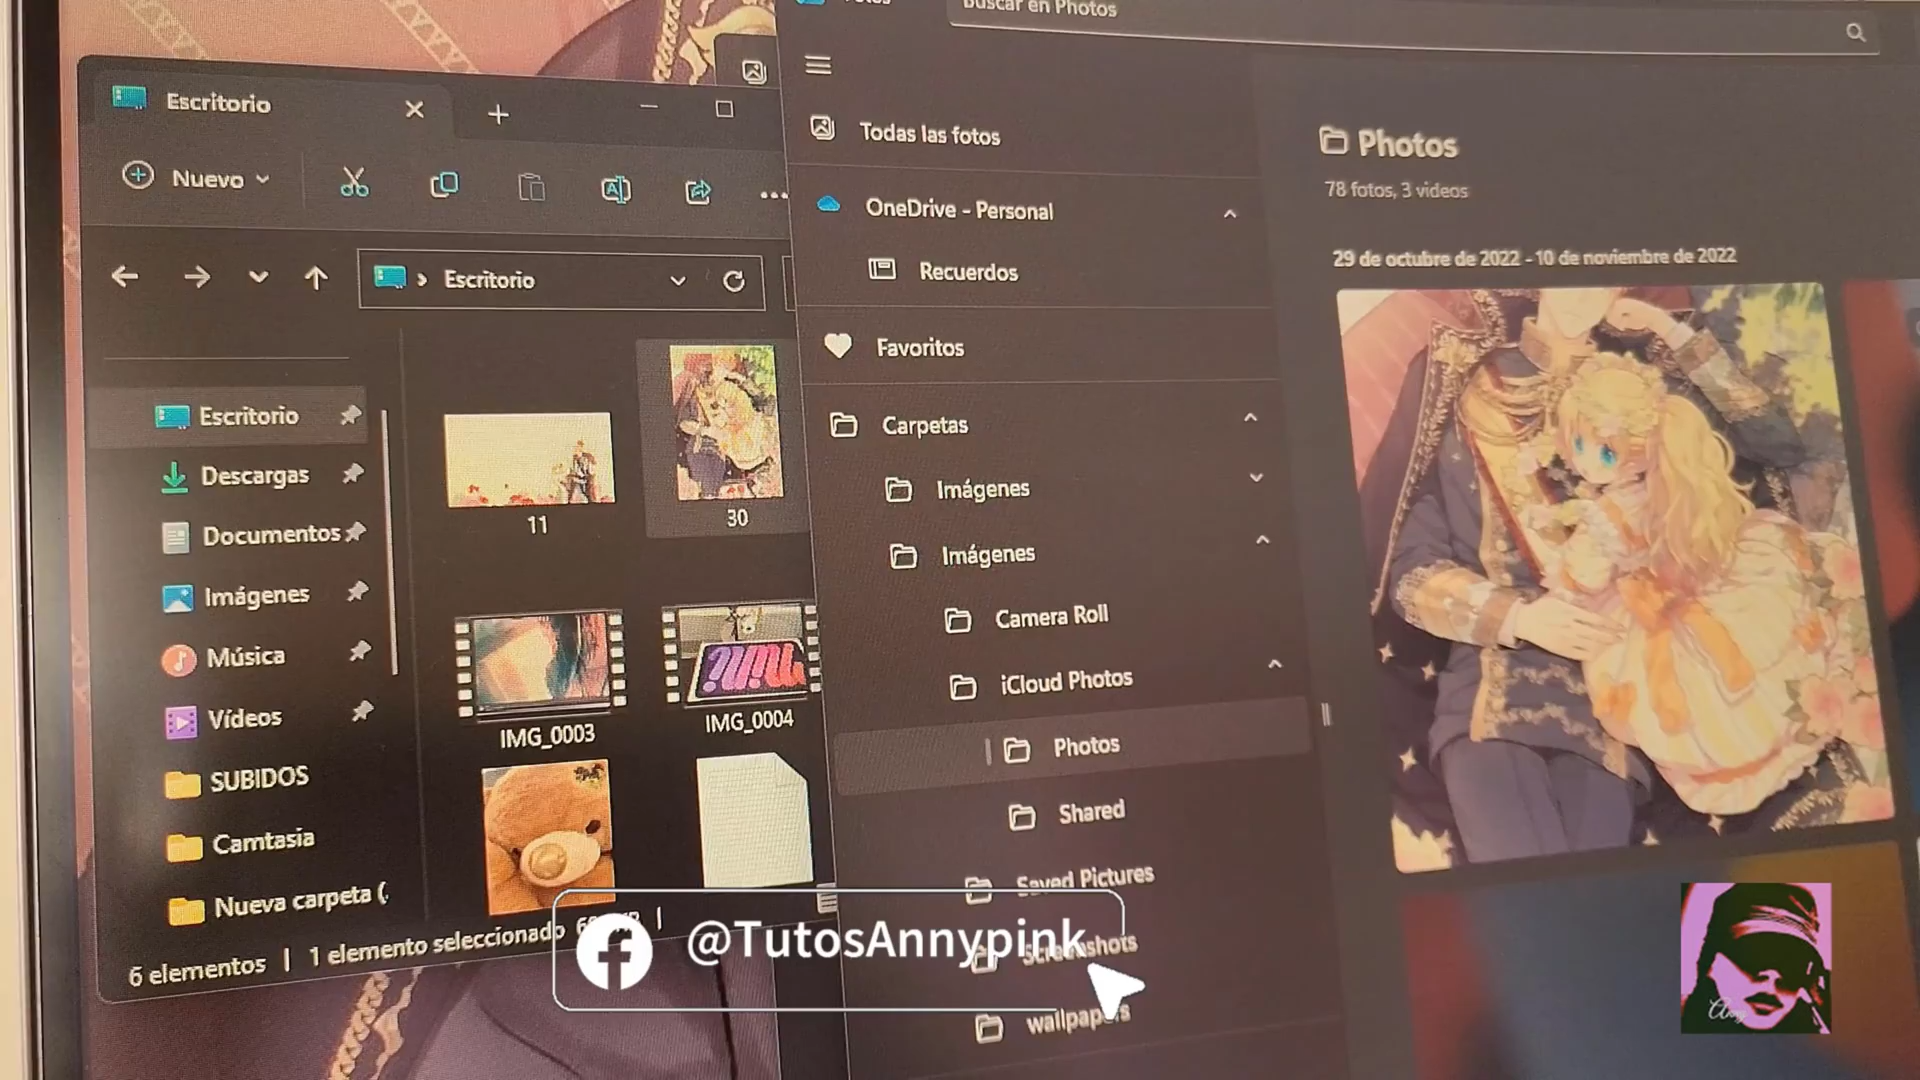 Escritorio
Nuevo
Escritorio
Escritorio
Descargas
Documentos
Imágenes
Música
Vídeos
SUBIDOS
Camtasia
Nueva carpeta (.
11
30
IMG_0003
IMG_0004
6 elementos | 1 elemento seleccionado
Buscar en Photos
Todas las fotos
OneDrive - Personal
Recuerdos
Favoritos
Carpetas
Imágenes
Imágenes
Camera Roll
iCloud Photos
Photos
Shared
Saved Pictures
Screenshots
wallpapers
Photos
78 fotos, 3 videos
29 de octubre de 2022 - 10 de noviembre de 2022
@TutosAnnypink